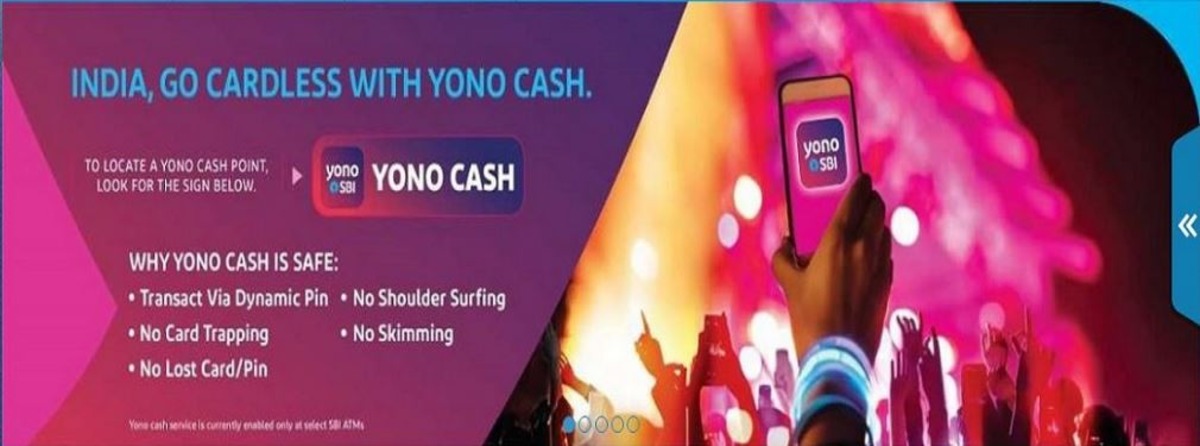 INDIA, GO CARDLESS WITH YONO CASH.
TO LOCATE A YONO CASH POINT,
LOOK FOR THE SIGN BELOW.
yono
SBI
YONO CASH
WHY YONO CASH IS SAFE:
• Transact Via Dynamic Pin • No Shoulder Surfing
• No Card Trapping • No Skimming
• No Lost Card/Pin
Yono cash service is currently enabled only at select SBI ATMs
yono
SBI